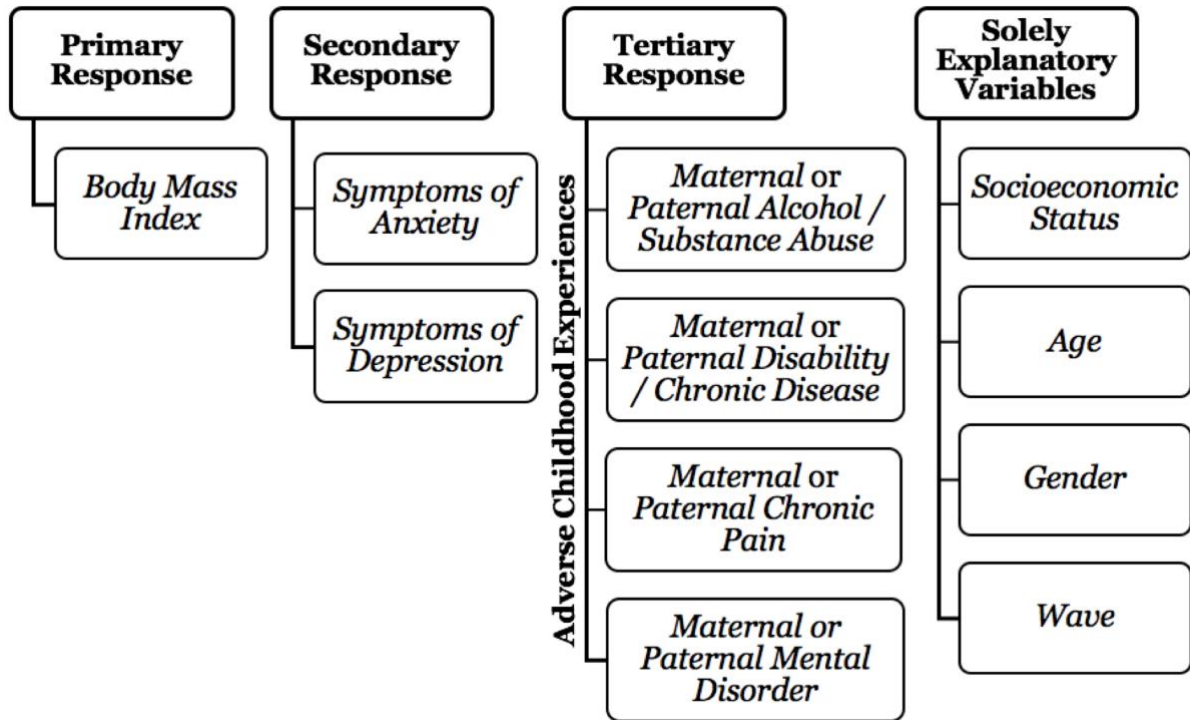 Primary
Response
Body Mass
Index
Secondary
Response
Symptoms of
Anxiety
Symptoms of
Depression
Tertiary
Response
Adverse Childhood Experiences
Maternal or
Paternal Alcohol /
Substance Abuse
Maternal or
Paternal Disability
/ Chronic Disease
Maternal or
Paternal Chronic
Pain
Maternal or
Paternal Mental
Disorder
Solely
Explanatory
Variables
Socioeconomic
Status
Age
Gender
Wave